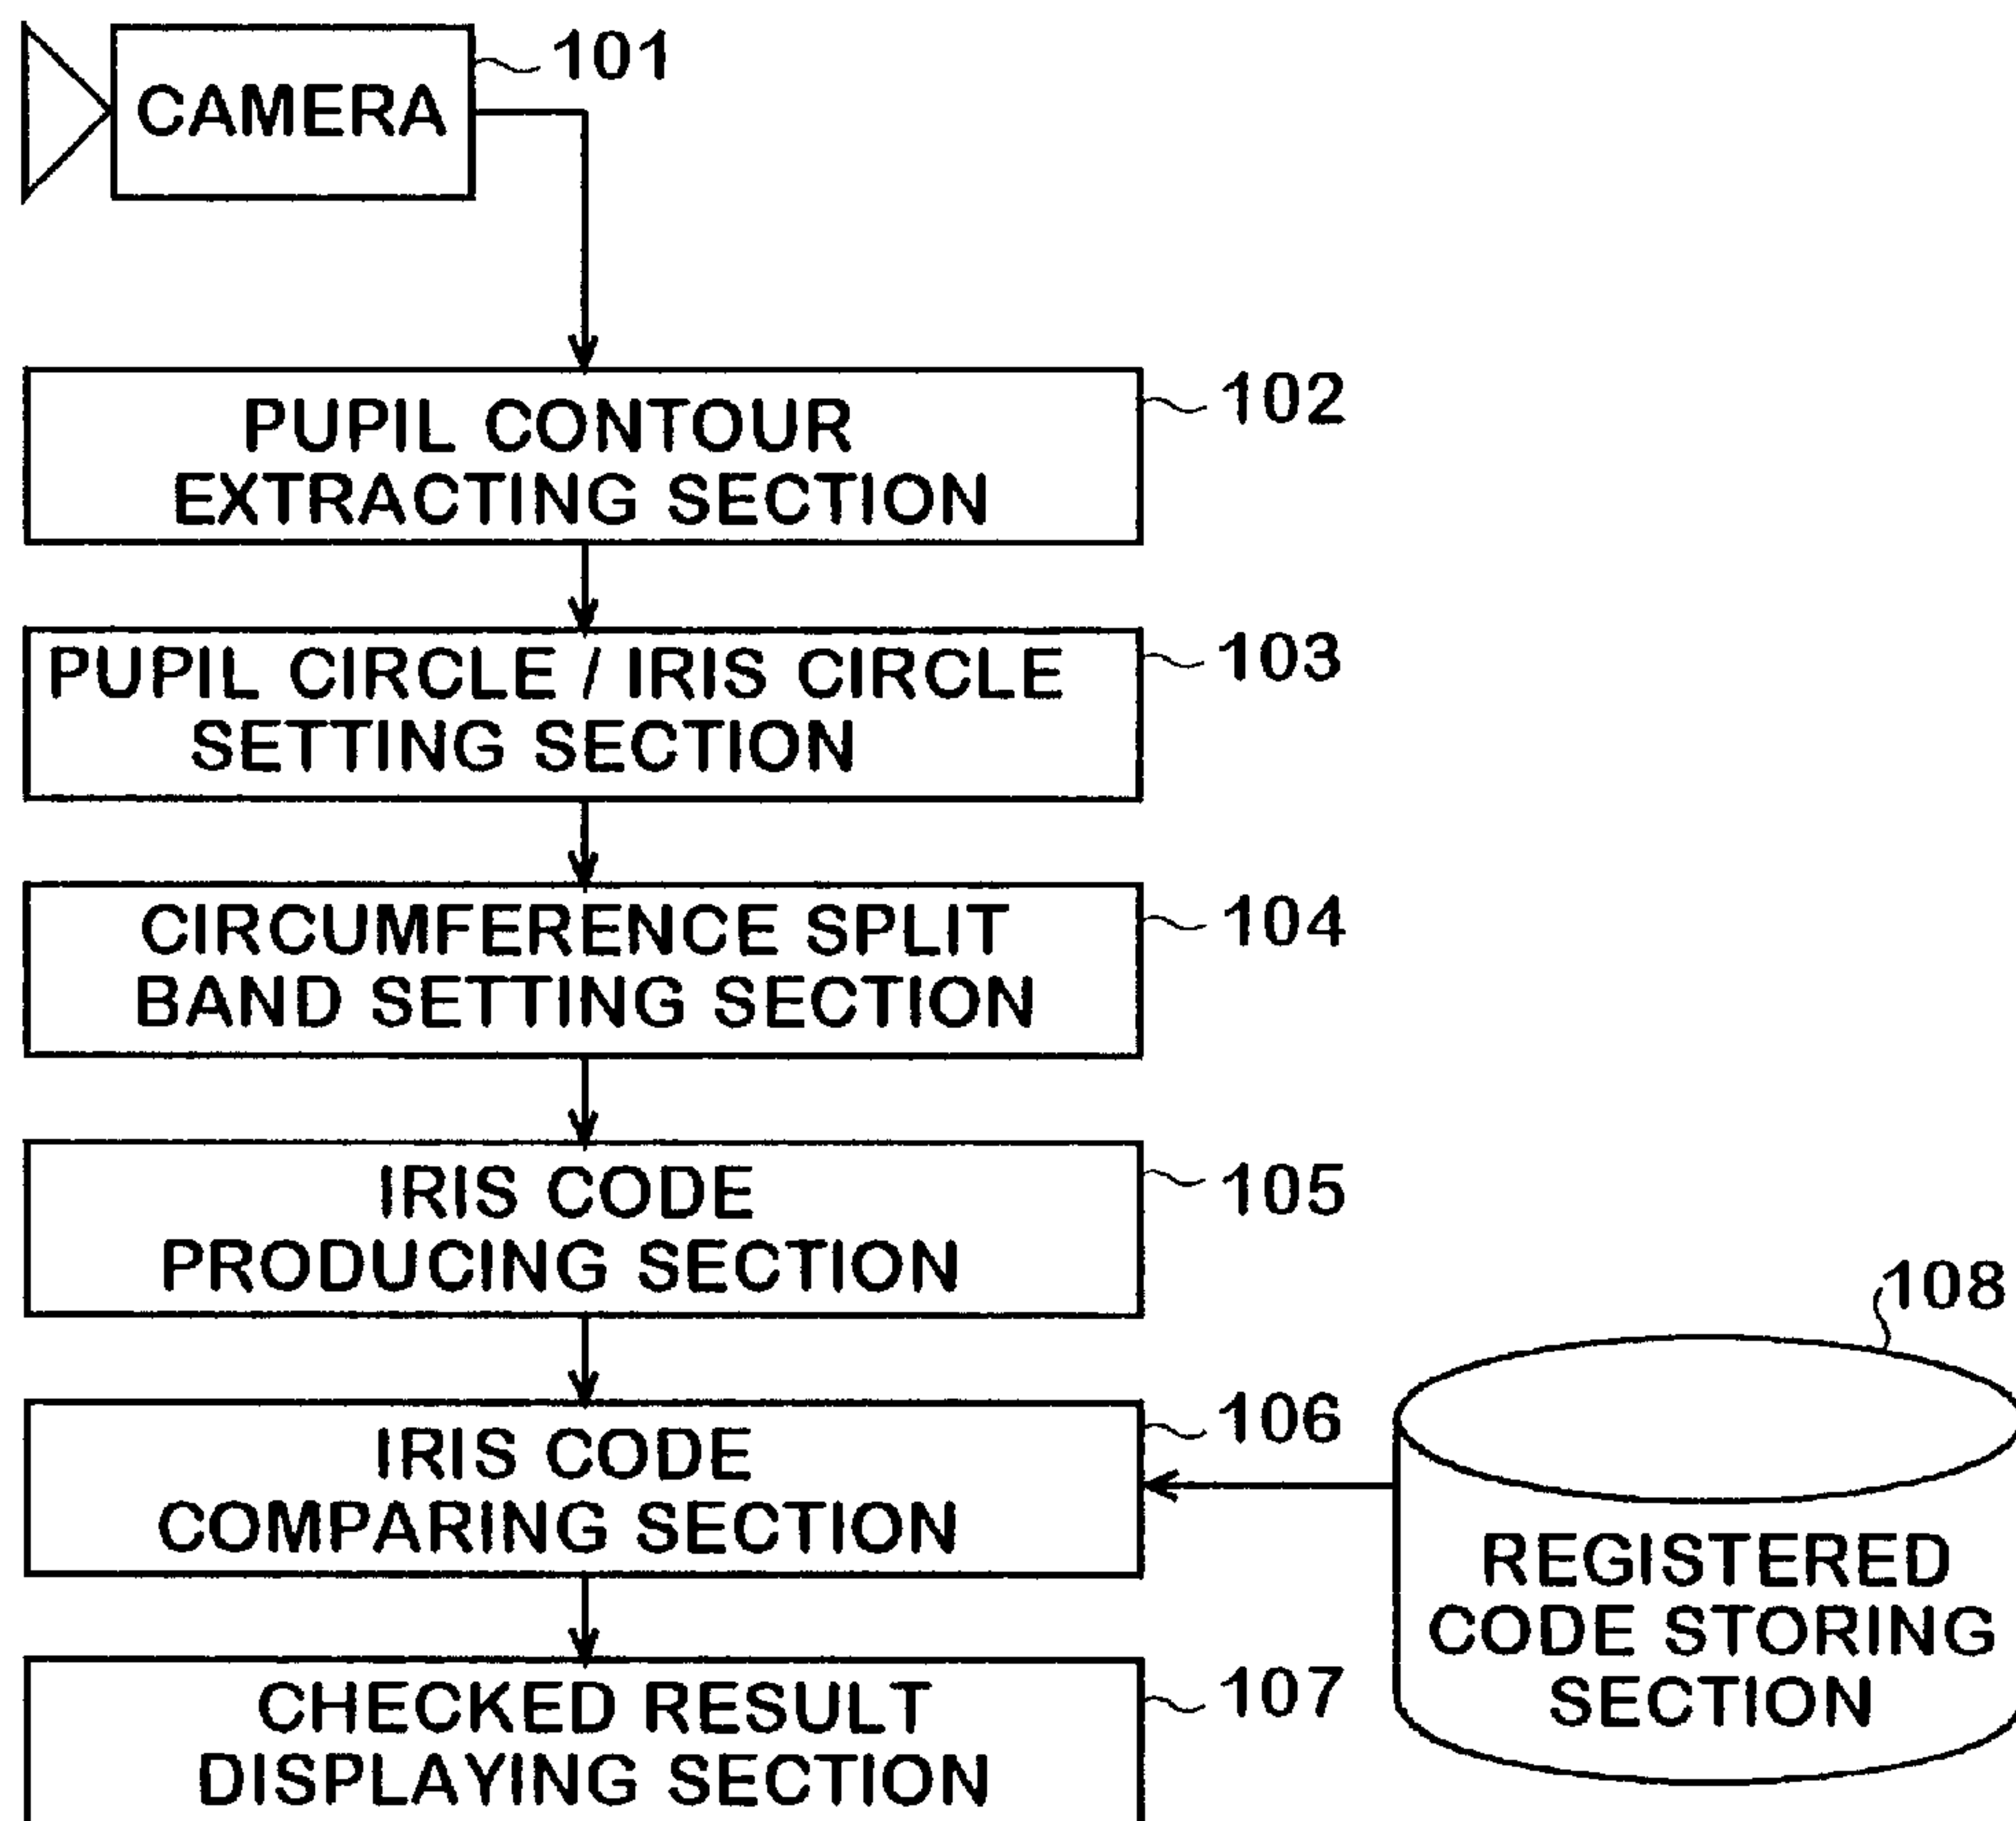 101
CAMERA
102
PUPIL CONTOUR
EXTRACTING SECTION
103
PUPIL CIRCLE / IRIS CIRCLE
SETTING SECTION
104
CIRCUMFERENCE SPLIT
BAND SETTING SECTION
105
IRIS CODE
PRODUCING SECTION
108
106
IRIS CODE
COMPARING SECTION
REGISTERED
CODE STORING
SECTION
107
CHECKED RESULT
DISPLAYING SECTION